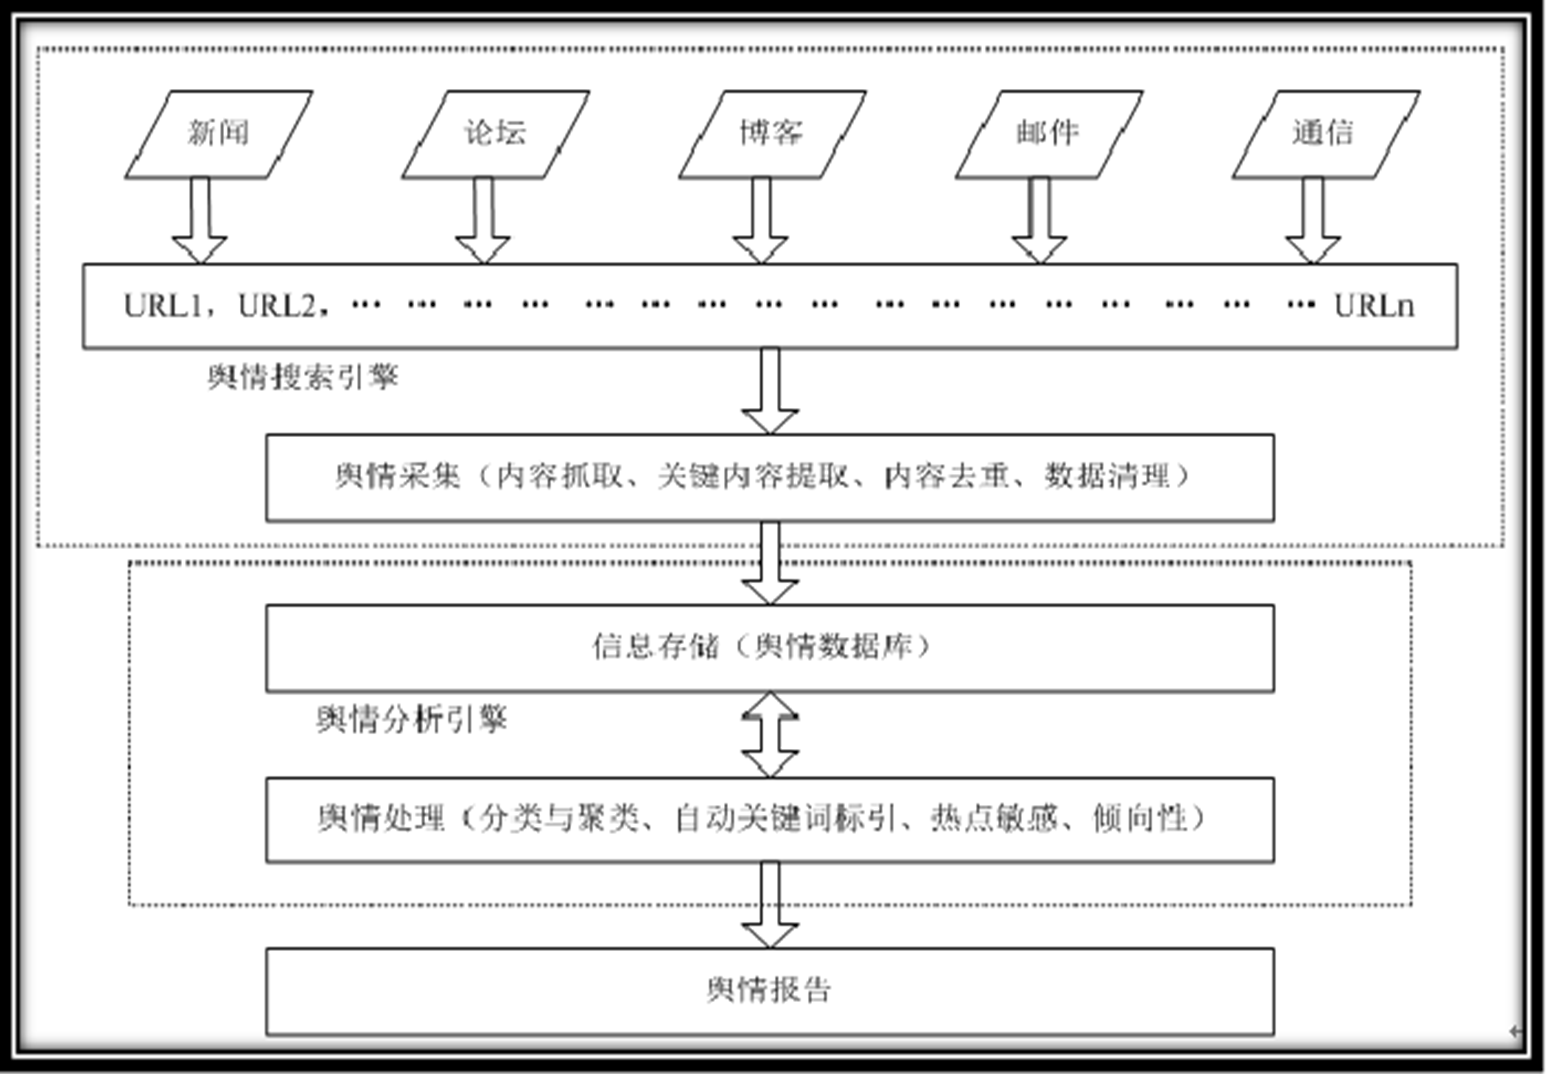 新闻
论坛
博客
邮件
通信
URL1，URL2，… … … … … … … … … … … … … … … … … URLn
舆情搜索引擎
舆情采集（内容抓取、关键内容提取、内容去重、数据清理）
信息存储（舆情数据库）
舆情分析引擎
舆情处理（分类与聚类、自动关键词标引、热点敏感、倾向性）
舆情报告